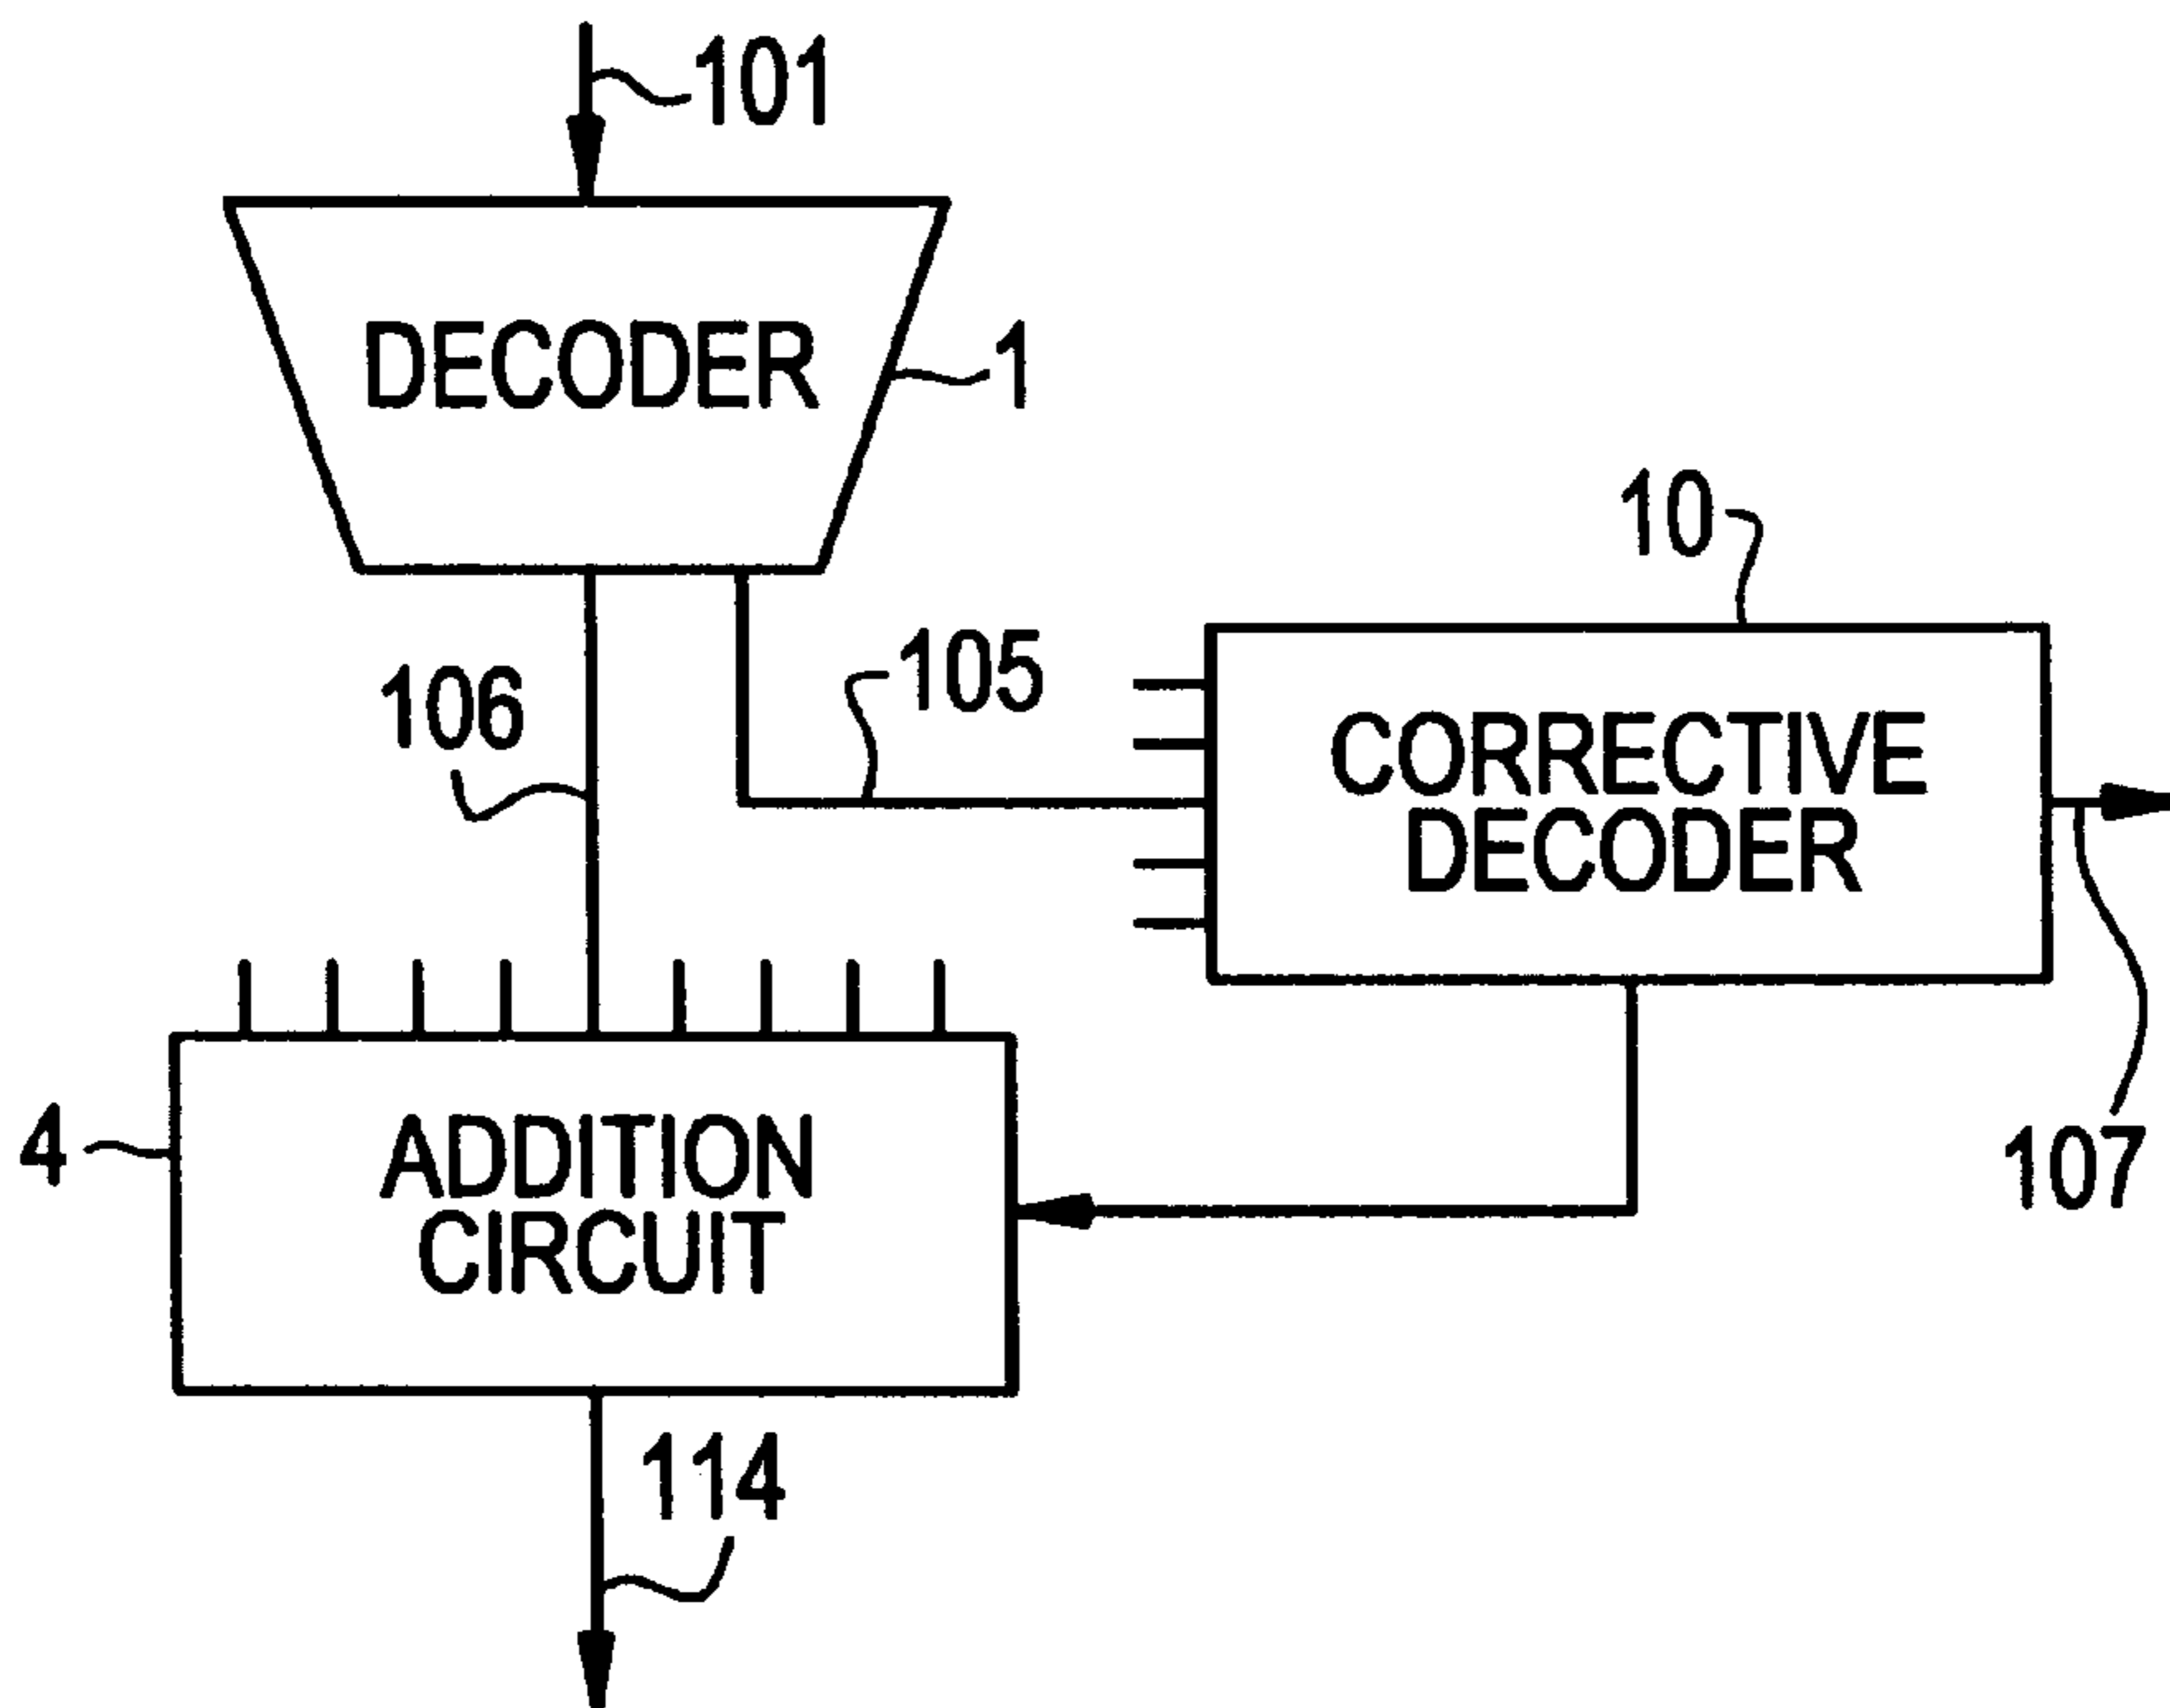 101
DECODER
1
10
105
106
CORRECTIVE
DECODER
4
ADDITION
CIRCUIT
107
114